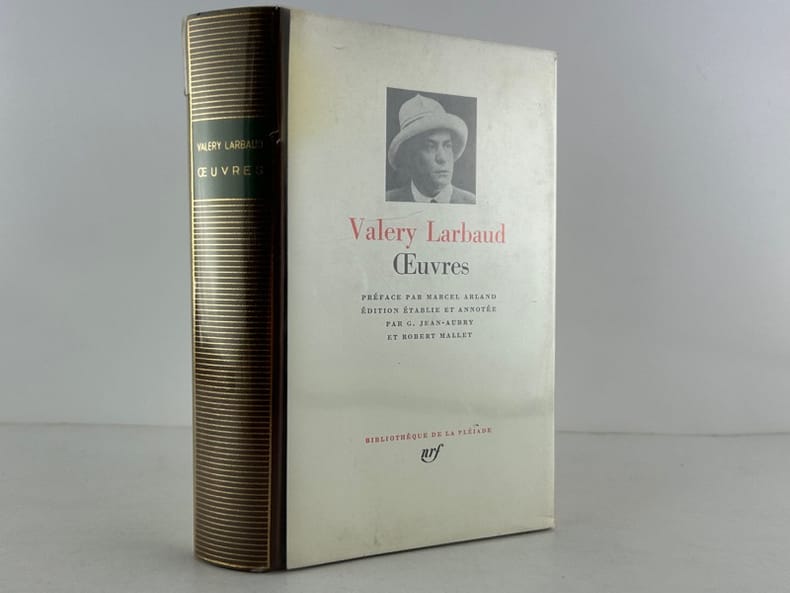 VALERY LARBAUD
ŒUVRES
Valery Larbaud
Œuvres
PRÉFACE PAR MARCEL ARLAND
ÉDITION ÉTABLIE ET ANNOTÉE
PAR G. JEAN-AUBRY
ET ROBERT MALLET
BIBLIOTHÈQUE DE LA PLÉIADE
nrf